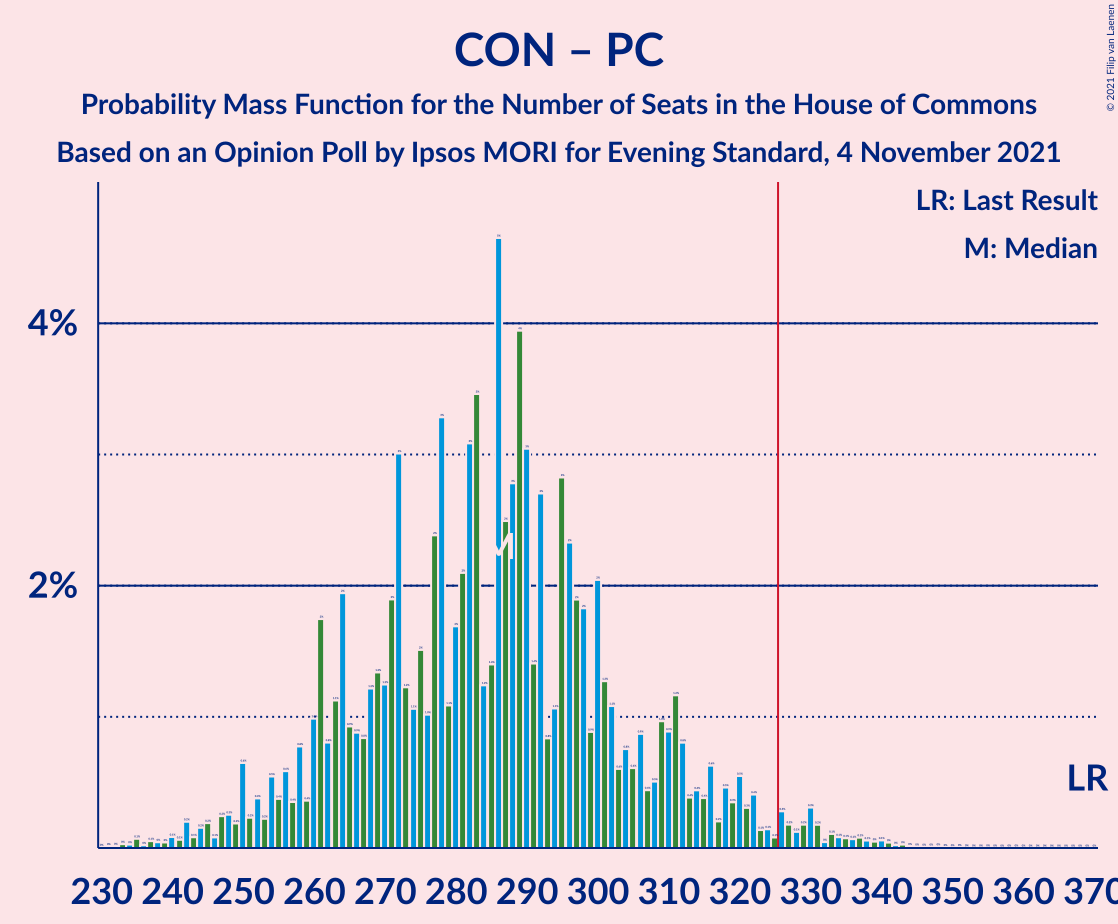 CON – PC
Probability Mass Function for the Number of Seats in the House of Commons
Based on an Opinion Poll by Ipsos MORI for Evening Standard, 4 November 2021
© 2021 Filip van Laenen
LR: Last Result
M: Median
4%
2%
M
LR
230 240 250 260 270 280 290 300 310 320 330 340 350 360 370